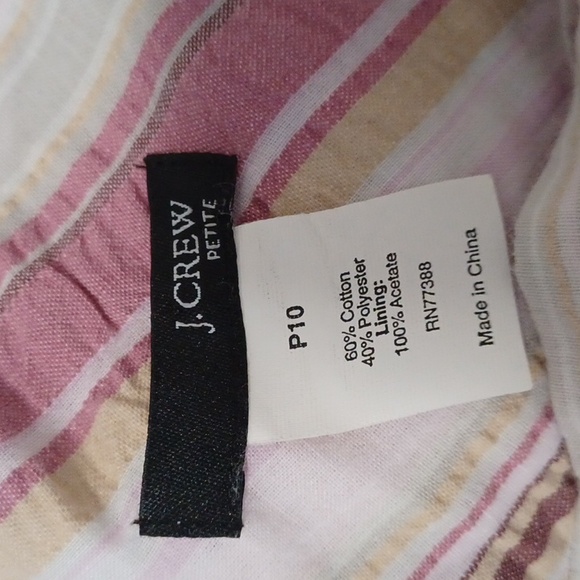 J.CREW
PETITE
P10
60% Cotton
40% Polyester
Lining:
100% Acetate
RN77388
Made in China